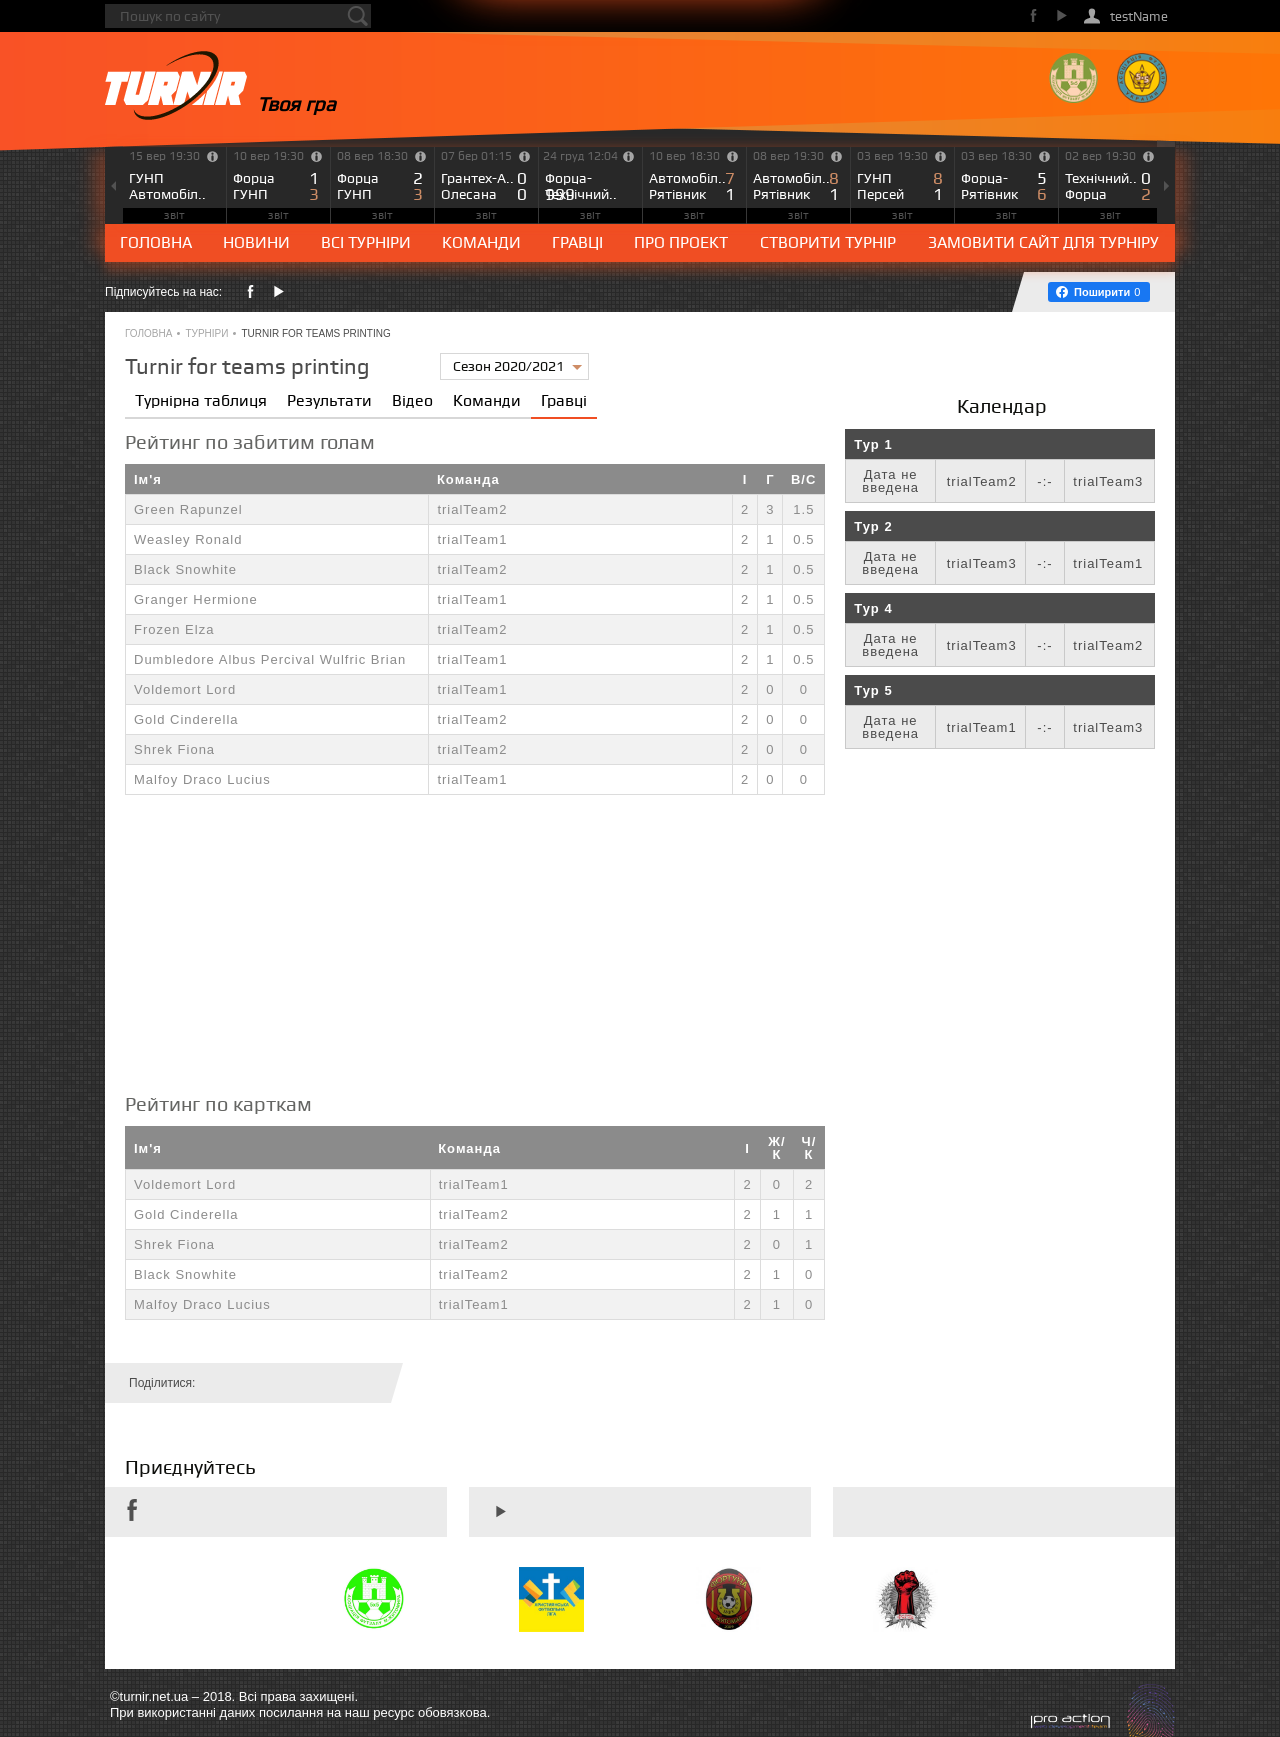 Пошук по сайту
testName
TURNIR
Твоя гра
15 вер 19:30 10 вер 19:30 08 вер 18:30 07 бер 01:15 24 груд 12:04 10 вер 18:30 08 вер 19:30 03 вер 19:30 03 вер 18:30 02 вер 19:30
ГУНП Форца 1 Форца 2 Грантех-А.. 0 Форца- Автомобіл.. 7 Автомобіл.. 8 ГУНП 8 Форца- 5 Технічний.. 0
Автомобіл.. ГУНП 3 ГУНП 3 Олесана 0 999 Технічний.. Рятівник 1 Рятівник 1 Персей 1 Рятівник 6 Форца 2
звіт звіт звіт звіт звіт звіт звіт звіт звіт звіт
ГОЛОВНА НОВИНИ ВСІ ТУРНІРИ КОМАНДИ ГРАВЦІ ПРО ПРОЕКТ СТВОРИТИ ТУРНІР ЗАМОВИТИ САЙТ ДЛЯ ТУРНІРУ
Підписуйтесь на нас:
Поширити 0
ГОЛОВНА • ТУРНІРИ • TURNIR FOR TEAMS PRINTING
Turnir for teams printing
Сезон 2020/2021
Турнірна таблиця Результати Відео Команди Гравці
Рейтинг по забитим голам
Ім'я Команда І Г В/С
Green Rapunzel trialTeam2 2 3 1.5
Weasley Ronald trialTeam1 2 1 0.5
Black Snowhite trialTeam2 2 1 0.5
Granger Hermione trialTeam1 2 1 0.5
Frozen Elza trialTeam2 2 1 0.5
Dumbledore Albus Percival Wulfric Brian trialTeam1 2 1 0.5
Voldemort Lord trialTeam1 2 0 0
Gold Cinderella trialTeam2 2 0 0
Shrek Fiona trialTeam2 2 0 0
Malfoy Draco Lucius trialTeam1 2 0 0
Календар
Тур 1
Дата не
введена trialTeam2 -:- trialTeam3
Тур 2
Дата не
введена trialTeam3 -:- trialTeam1
Тур 4
Дата не
введена trialTeam3 -:- trialTeam2
Тур 5
Дата не
введена trialTeam1 -:- trialTeam3
Рейтинг по карткам
Ім'я Команда І Ж/К Ч/К
Voldemort Lord trialTeam1 2 0 2
Gold Cinderella trialTeam2 2 1 1
Shrek Fiona trialTeam2 2 0 1
Black Snowhite trialTeam2 2 1 0
Malfoy Draco Lucius trialTeam1 2 1 0
Поділитися:
Приєднуйтесь
©turnir.net.ua – 2018. Всі права захищені.
При використанні даних посилання на наш ресурс обовязкова.
pro action